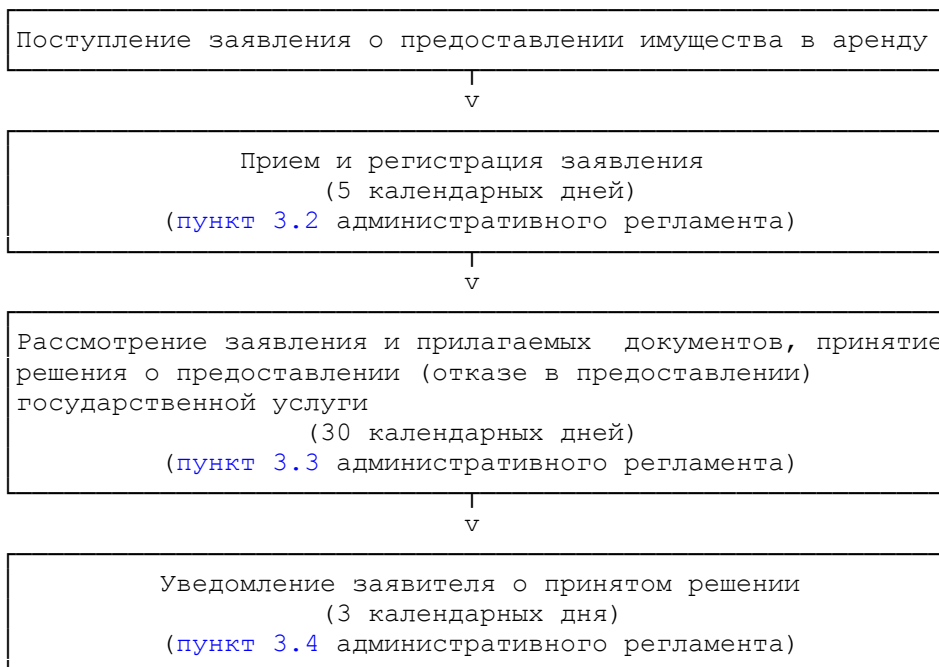 Поступление заявления о предоставлении имущества в аренду
v
Прием и регистрация заявления
(5 календарных дней)
(пункт 3.2 административного регламента)
v
Рассмотрение заявления и прилагаемых документов, принятие
решения о предоставлении (отказе в предоставлении)
государственной услуги
(30 календарных дней)
(пункт 3.3 административного регламента)
v
Уведомление заявителя о принятом решении
(3 календарных дня)
(пункт 3.4 административного регламента)